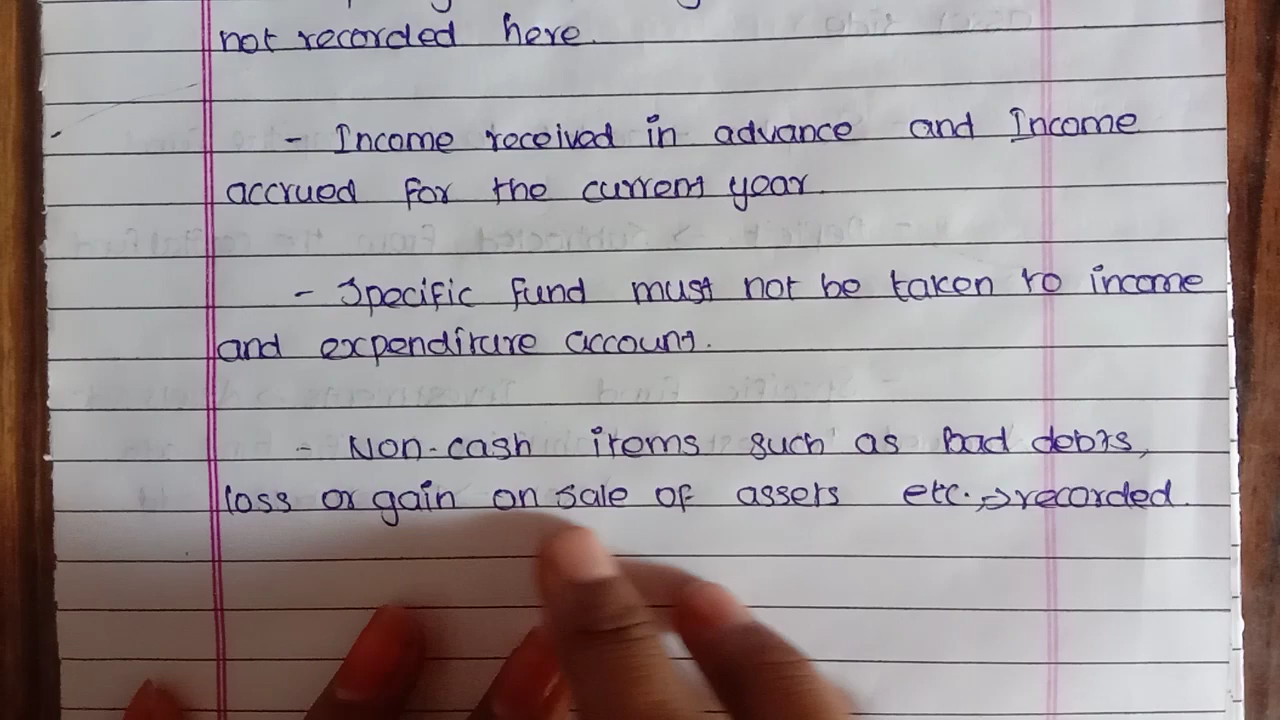 not recorded here.
- Income received in advance and Income
accrued for the current year.
- Specific fund must not be taken to income
and expenditure account.
- Non-cash items such as bad debts,
loss or gain on sale of assets etc., → recorded.